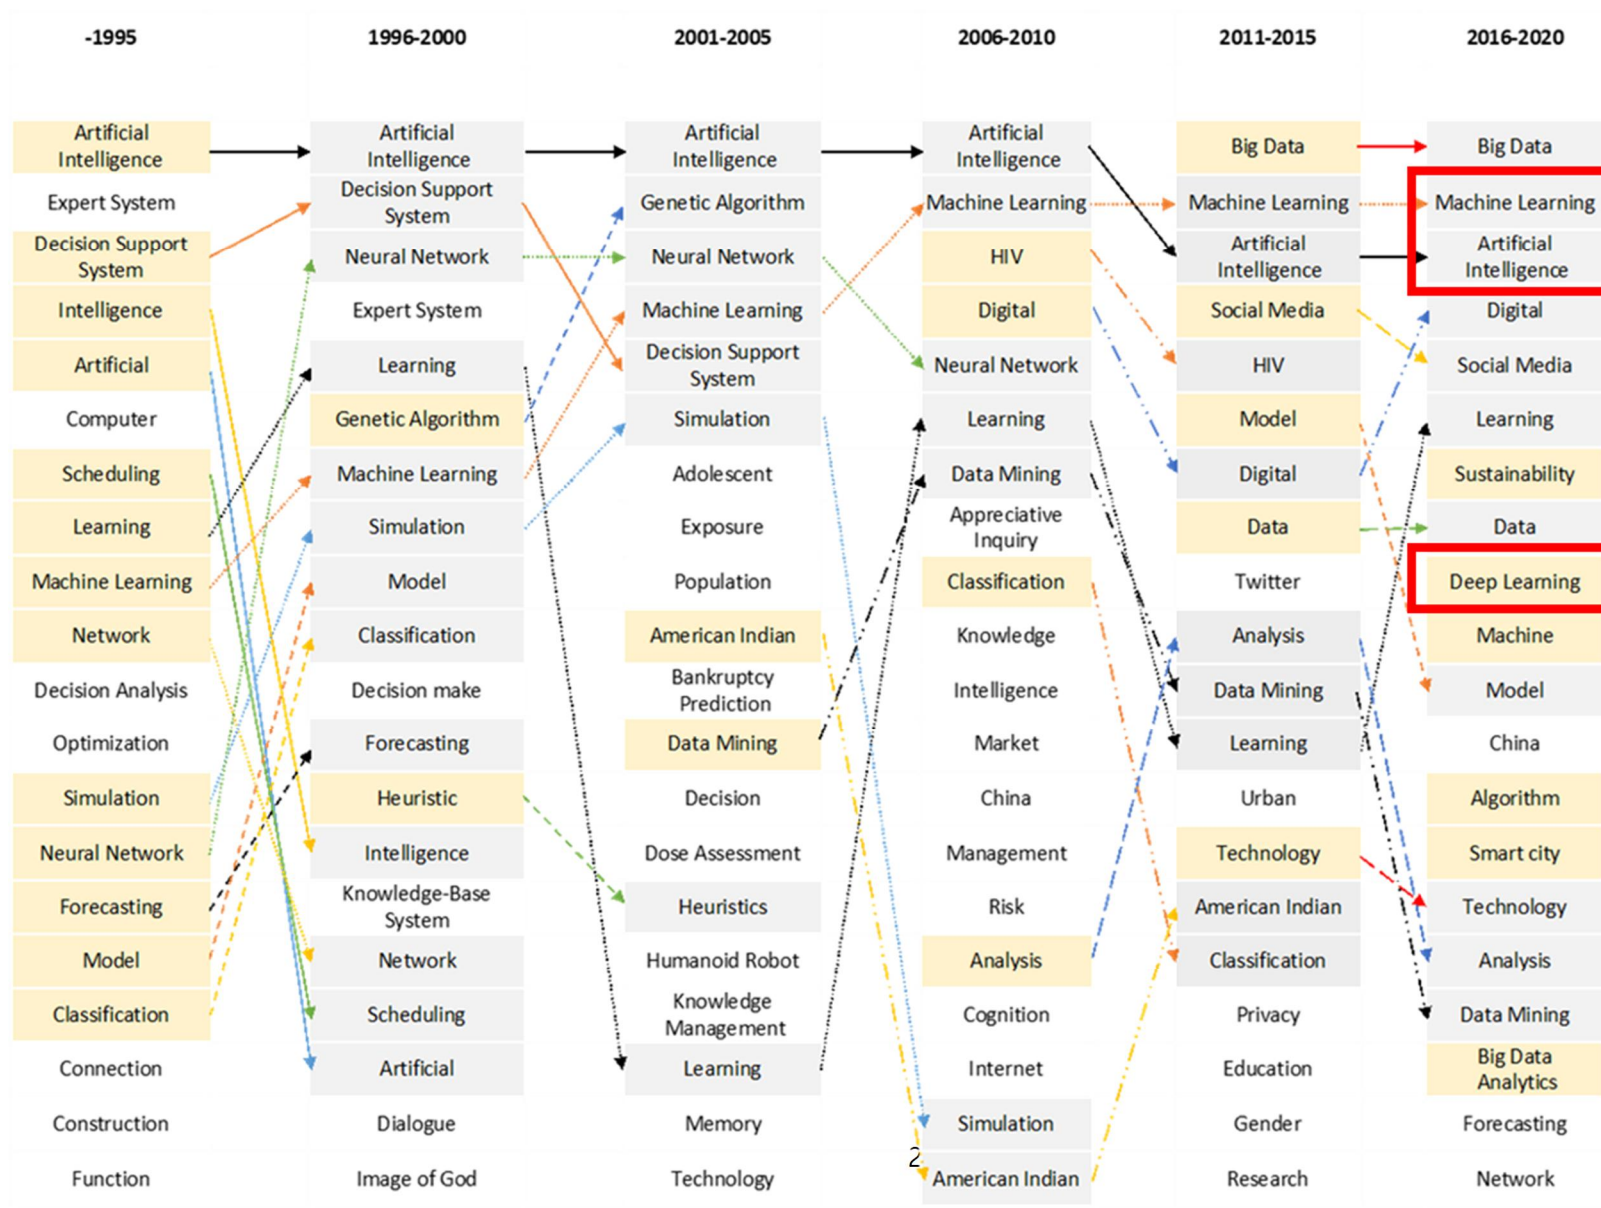 -1995
1996-2000
2001-2005
2006-2010
2011-2015
2016-2020
Artificial
Intelligence
Expert System
Decision Support
System
Intelligence
Artificial
Computer
Scheduling
Learning
Machine Learning
Network
Decision Analysis
Optimization
Simulation
Neural Network
Forecasting
Model
Classification
Connection
Construction
Function
Artificial
Intelligence
Decision Support
System
Neural Network
Expert System
Learning
Genetic Algorithm
Machine Learning
Simulation
Model
Classification
Decision make
Forecasting
Heuristic
Intelligence
Knowledge-Base
System
Network
Scheduling
Artificial
Dialogue
Image of God
Artificial
Intelligence
Genetic Algorithm
Neural Network
Machine Learning
Decision Support
System
Simulation
Adolescent
Exposure
Population
American Indian
Bankruptcy
Prediction
Data Mining
Decision
Dose Assessment
Heuristics
Humanoid Robot
Knowledge
Management
Learning
Memory
Technology
Artificial
Intelligence
Machine Learning
HIV
Digital
Neural Network
Learning
Data Mining
Appreciative
Inquiry
Classification
Knowledge
Intelligence
Market
China
Management
Risk
Analysis
Cognition
Internet
Simulation
2
American Indian
Big Data
Machine Learning
Artificial
Intelligence
Social Media
HIV
Model
Digital
Data
Twitter
Analysis
Data Mining
Learning
Urban
Technology
American Indian
Classification
Privacy
Education
Gender
Research
Big Data
Machine Learning
Artificial
Intelligence
Digital
Social Media
Learning
Sustainability
Data
Deep Learning
Machine
Model
China
Algorithm
Smart city
Technology
Analysis
Data Mining
Big Data
Analytics
Forecasting
Network